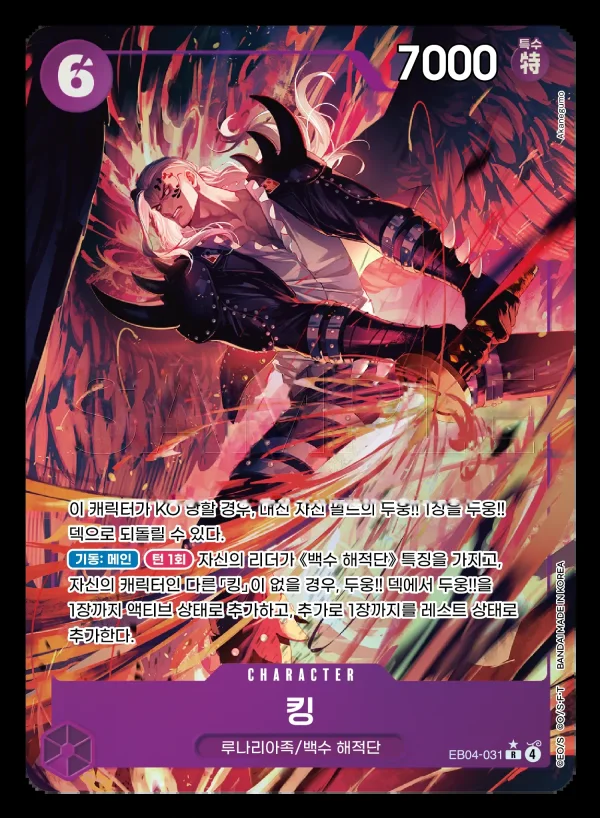 6
7000
특수
特
Akanagumo
SAMPLE
이 캐릭터가 KO 당할 경우, 대신 자신 필드의 두웅!! 1장을 두웅!!
덱으로 되돌릴 수 있다.
기동: 메인 턴 1회 자신의 리더가 《백수 해적단》 특징을 가지고,
자신의 캐릭터인 다른 「킹」이 없을 경우, 두웅!! 덱에서 두웅!!을
1장까지 액티브 상태로 추가하고, 추가로 1장까지를 레스트 상태로
추가한다.
CHARACTER
킹
루나리아족/백수 해적단
EB04-031 R 4
©EO/S ©O/S·F·T BANDAI MADE IN KOREA